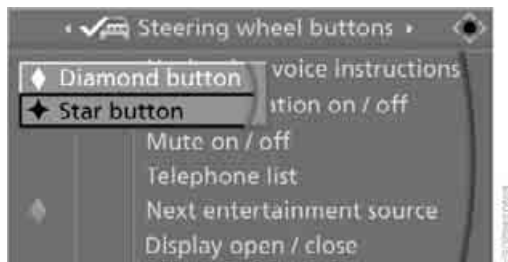 Steering wheel buttons
Diamond button
Star button
voice instructions
on / off
Mute on / off
Telephone list
Next entertainment source
Display open / close